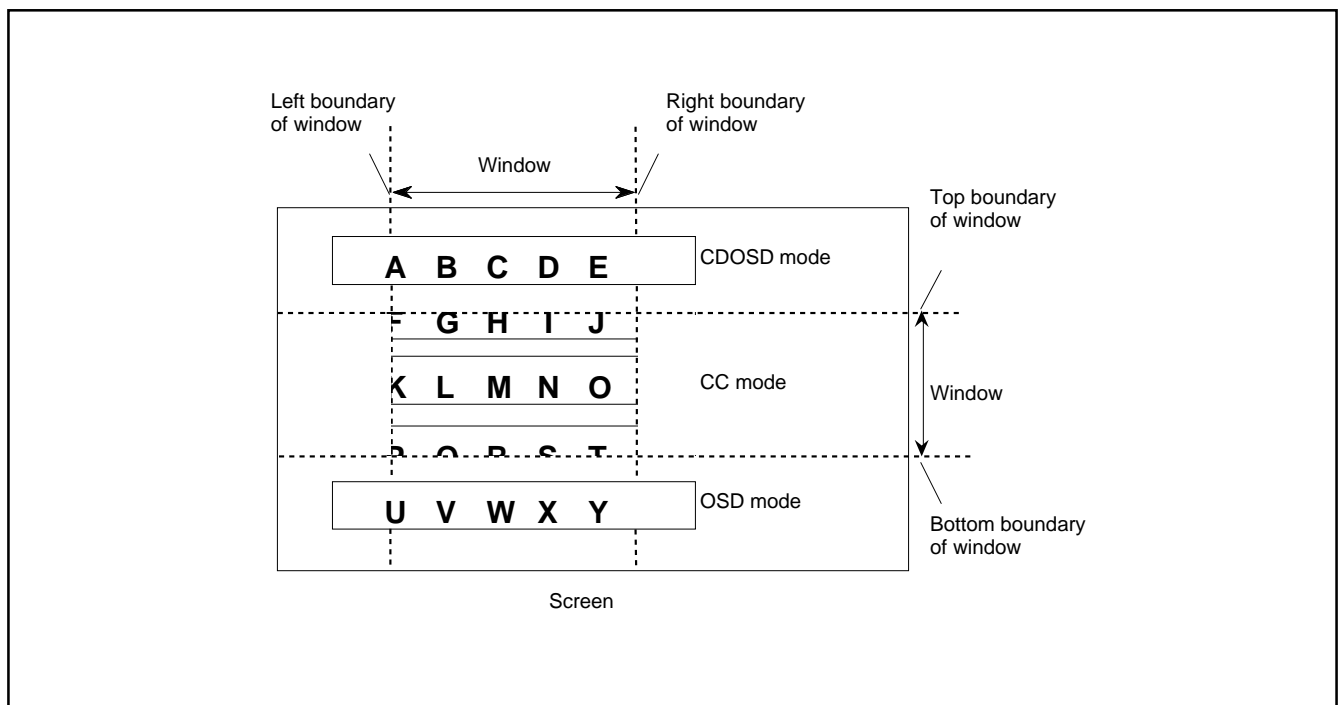 Left boundary
of window
Right boundary
of window
Window
Top boundary
of window
A B C D E
CDOSD mode
G H I J
K L M N O
CC mode
Window
U V W X Y
OSD mode
Bottom boundary
of window
Screen